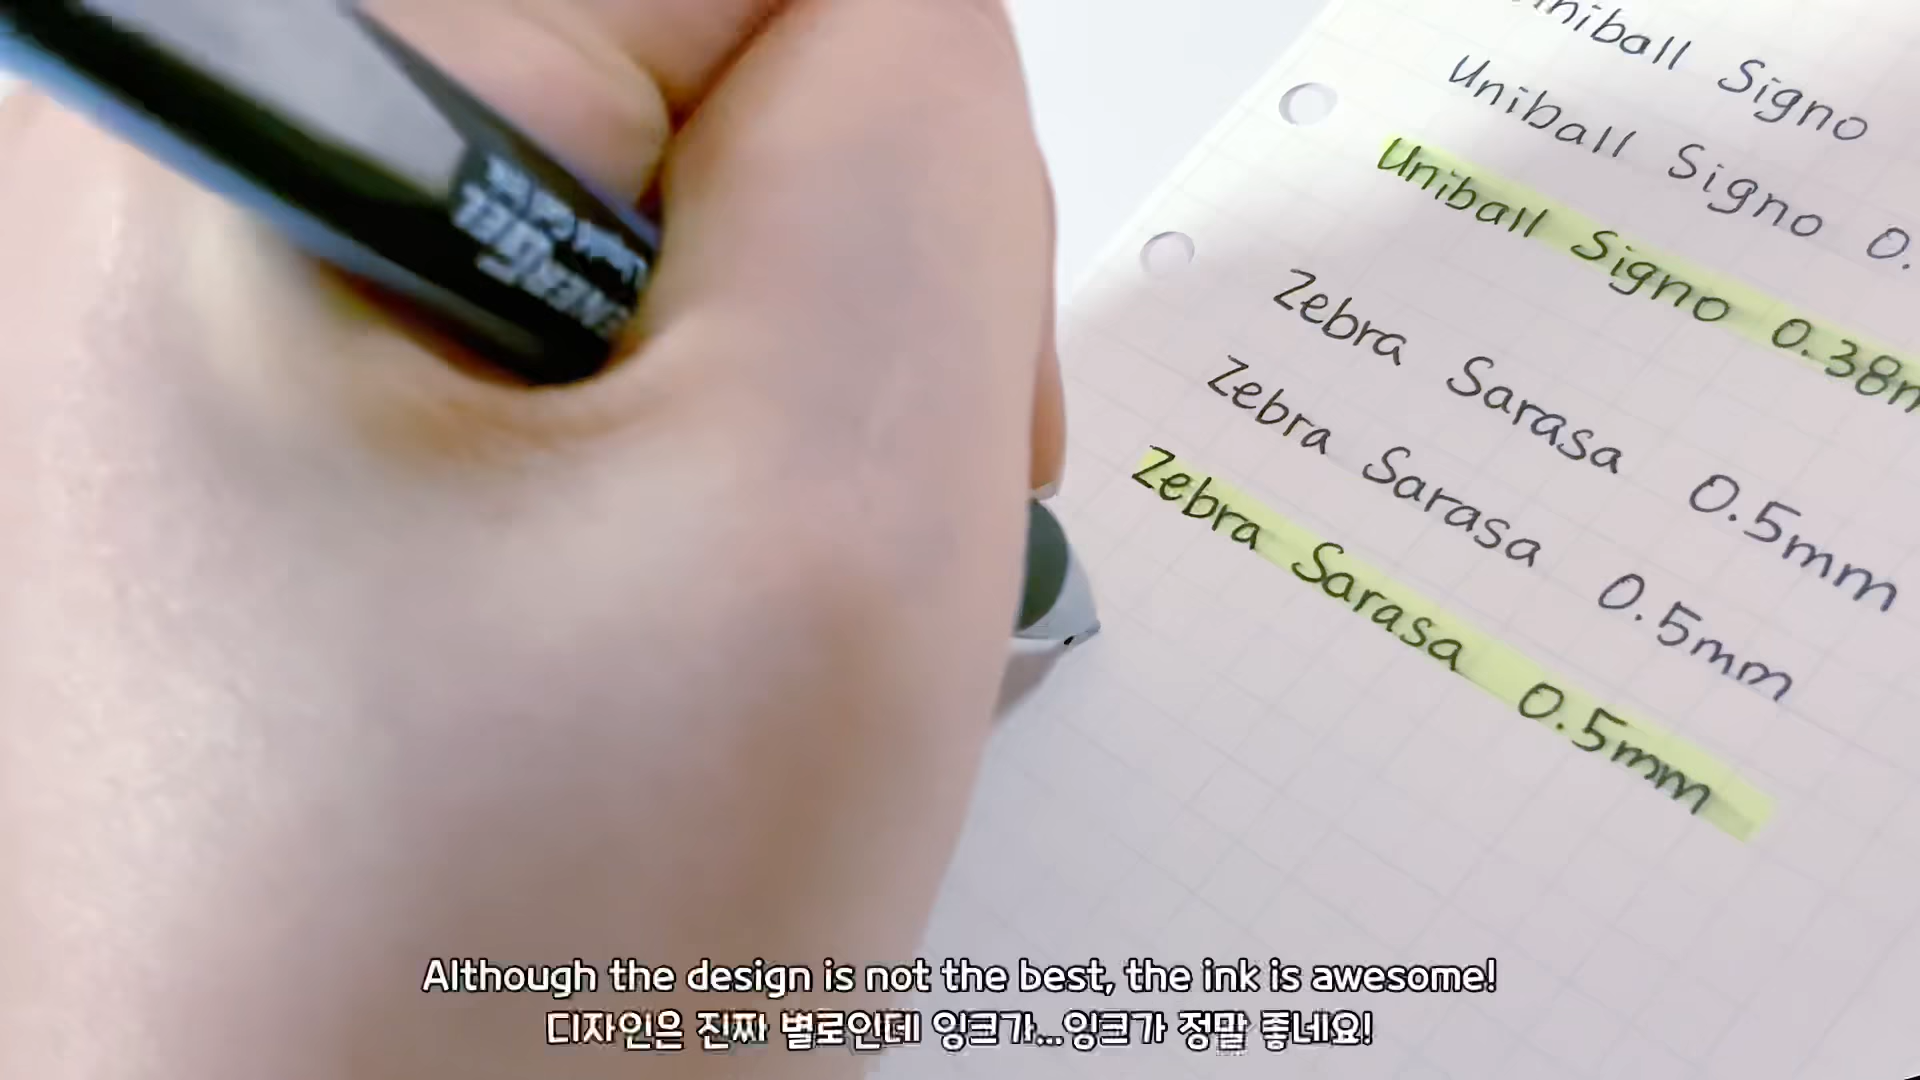 Uniball Signo
Uniball Signo 0.
Uniball Signo 0.38m
Zebra Sarasa 0.5mm
Zebra Sarasa 0.5mm
Zebra Sarasa 0.5mm
Although the design is not the best, the ink is awesome!
디자인은 진짜 별로인데 잉크가...잉크가 정말 좋네요!